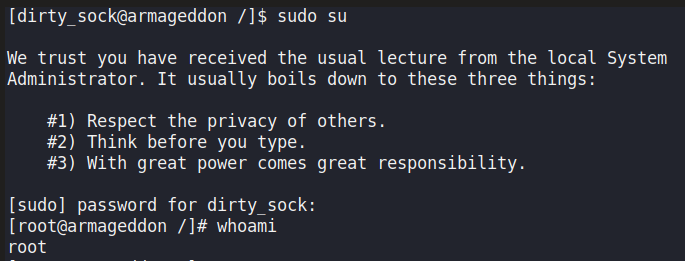 [dirty_sock@armageddon /]$ sudo su
We trust you have received the usual lecture from the local System
Administrator. It usually boils down to these three things:
#1) Respect the privacy of others.
#2) Think before you type.
#3) With great power comes great responsibility.
[sudo] password for dirty_sock:
[root@armageddon /]# whoami
root